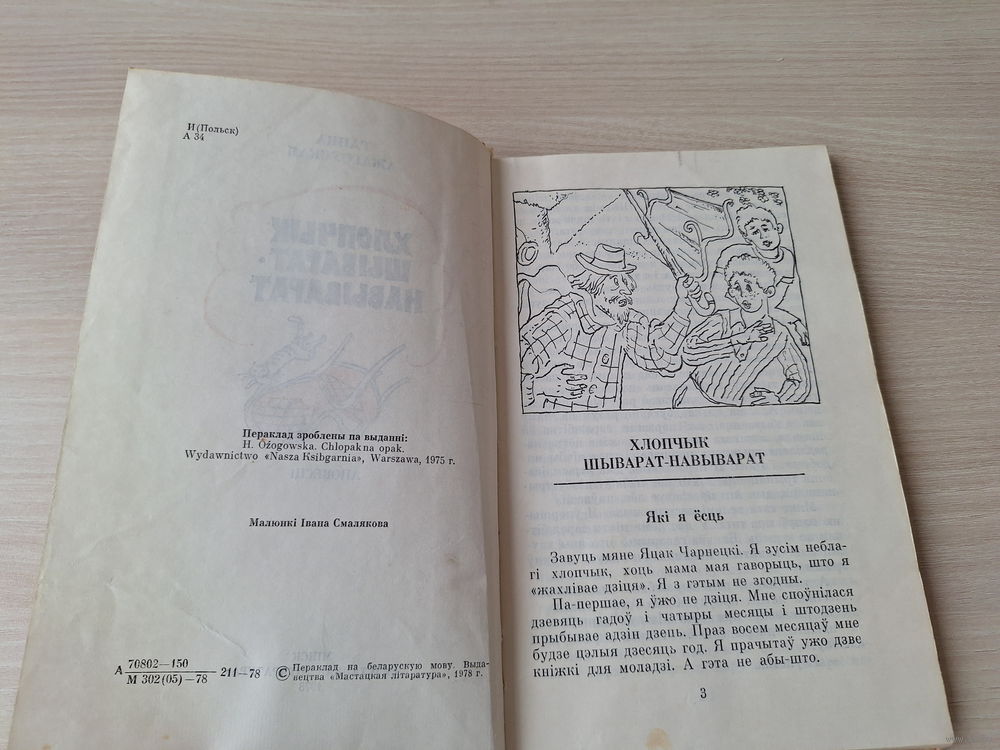 И(Польск)
А 34
Пераклад зроблены па выданні:
H. Ożogowska. Chłopak na opak.
Wydawnictwo «Nasza Ksibgarnia», Warszawa, 1975 г.
Малюнкі Івана Смалякова
А 70802—150
М 302(05)—78 211—78
© Пераклад на беларускую мову. Выда-
вецтва «Мастацкая літаратура», 1978 г.
ХЛОПЧЫК
ШЫВАРАТ-НАВЫВАРАТ
Які я ёсць
Завуць мяне Яцак Чарнецкі. Я зусім небла-
гі хлопчык, хоць мама мая гаворыць, што я
«жахлівае дзіця». Я з гэтым не згодны.
Па-першае, я ўжо не дзіця. Мне споўнілася
дзевяць гадоў і чатыры месяцы і штодзень
прыбывае адзін дзень. Праз восем месяцаў мне
будзе цэлыя дзесяць год. Я прачытаў ужо дзве
кніжкі для моладзі. А гэта не абы-што.
3